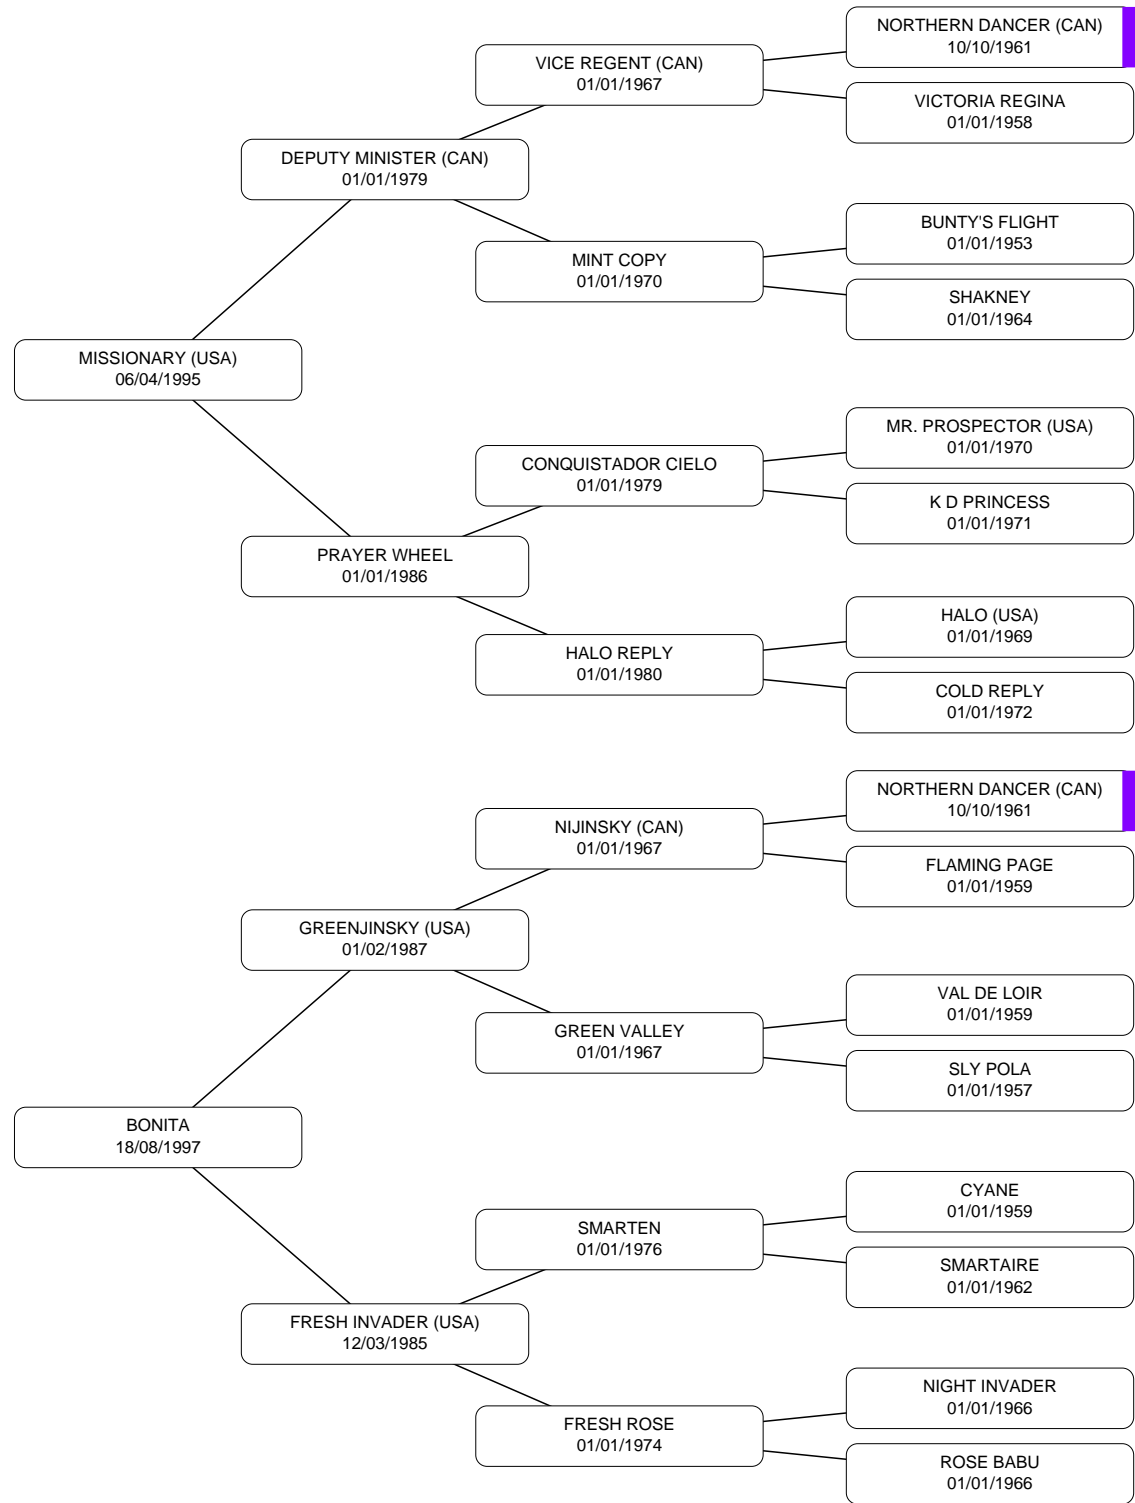 NORTHERN DANCER (CAN)
10/10/1961
VICE REGENT (CAN)
01/01/1967
VICTORIA REGINA
01/01/1958
DEPUTY MINISTER (CAN)
01/01/1979
BUNTY'S FLIGHT
01/01/1953
MINT COPY
01/01/1970
SHAKNEY
01/01/1964
MISSIONARY (USA)
06/04/1995
MR. PROSPECTOR (USA)
01/01/1970
CONQUISTADOR CIELO
01/01/1979
K D PRINCESS
01/01/1971
PRAYER WHEEL
01/01/1986
HALO (USA)
01/01/1969
HALO REPLY
01/01/1980
COLD REPLY
01/01/1972
NORTHERN DANCER (CAN)
10/10/1961
NIJINSKY (CAN)
01/01/1967
FLAMING PAGE
01/01/1959
GREENJINSKY (USA)
01/02/1987
VAL DE LOIR
01/01/1959
GREEN VALLEY
01/01/1967
SLY POLA
01/01/1957
BONITA
18/08/1997
CYANE
01/01/1959
SMARTEN
01/01/1976
SMARTAIRE
01/01/1962
FRESH INVADER (USA)
12/03/1985
NIGHT INVADER
01/01/1966
FRESH ROSE
01/01/1974
ROSE BABU
01/01/1966